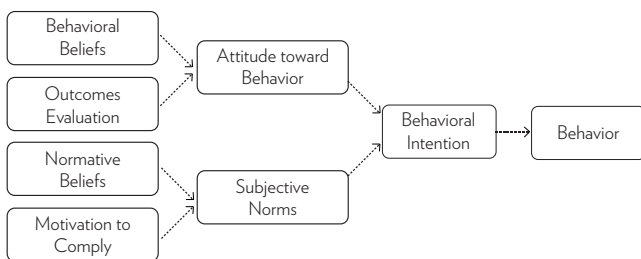 Behavioral
Beliefs
Outcomes
Evaluation
Attitude toward
Behavior
Normative
Beliefs
Motivation to
Comply
Subjective
Norms
Behavioral
Intention
Behavior